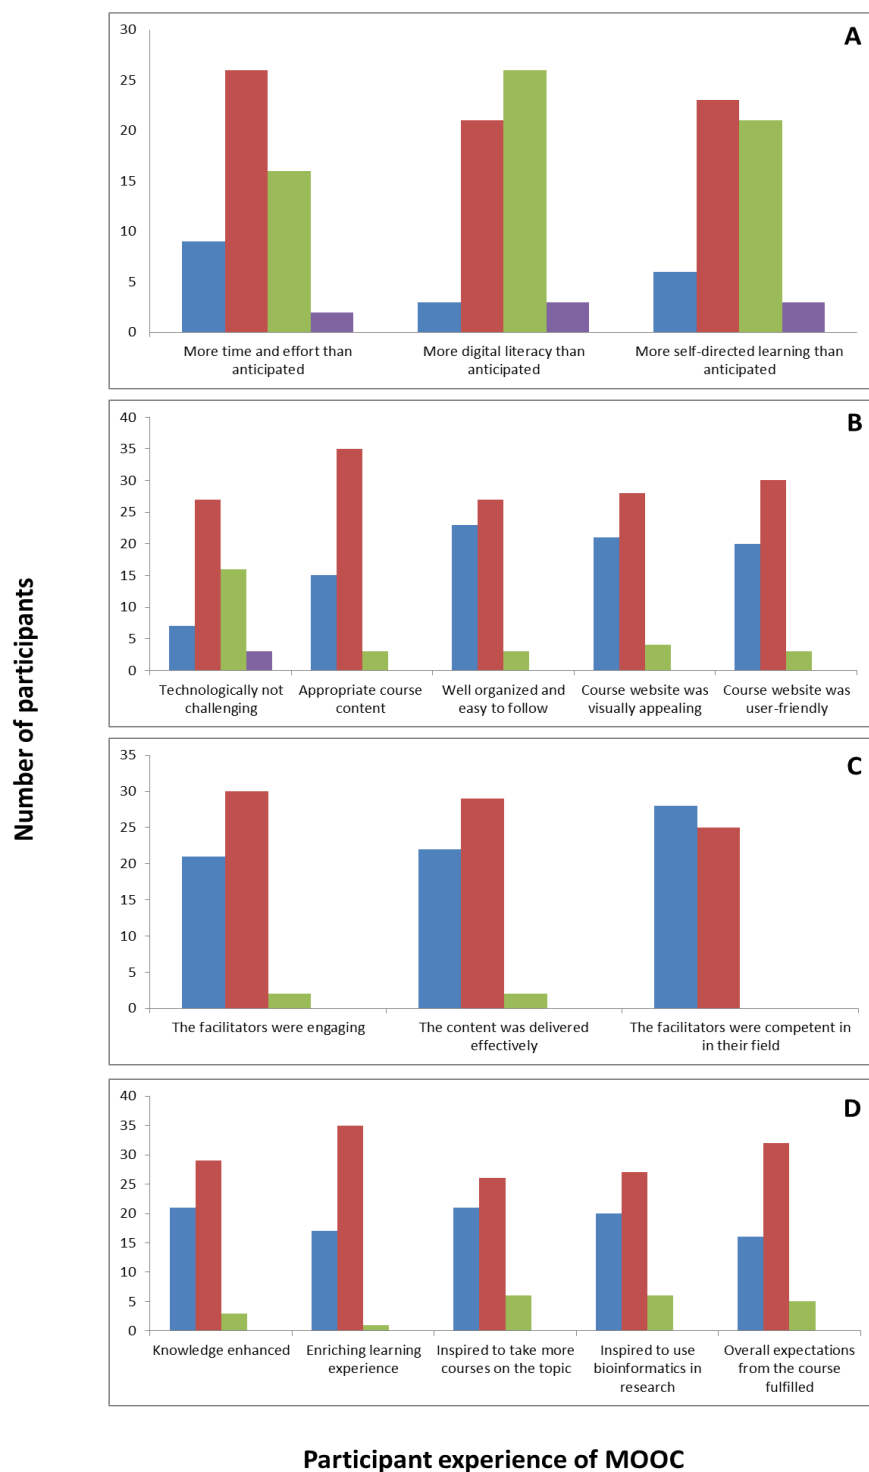 A
30
25
20
15
10
5
0
More time and effort than
anticipated
More digital literacy than
anticipated
More self-directed learning than
anticipated
B
40
35
30
25
20
15
10
5
0
Technologically not
challenging
Appropriate course
content
Well organized and
easy to follow
Course website was
visually appealing
Course website was
user-friendly
Number of participants
C
35
30
25
20
15
10
5
0
The facilitators were engaging
The content was delivered
effectively
The facilitators were competent in
in their field
D
40
35
30
25
20
15
10
5
0
Knowledge enhanced
Enriching learning
experience
Inspired to take more
courses on the topic
Inspired to use
bioinformatics in
research
Overall expectations
from the course
fulfilled
Participant experience of MOOC